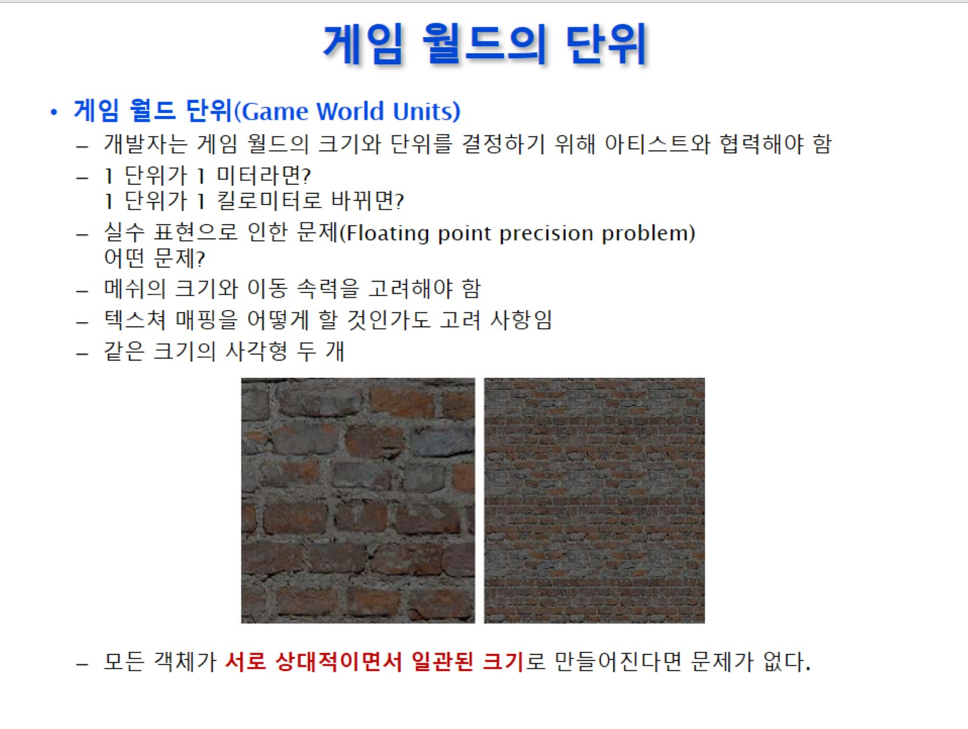 게임 월드의 단위
• 게임 월드 단위(Game World Units)
– 개발자는 게임 월드의 크기와 단위를 결정하기 위해 아티스트와 협력해야 함
– 1 단위가 1 미터라면?
1 단위가 1 킬로미터로 바뀌면?
– 실수 표현으로 인한 문제(Floating point precision problem)
어떤 문제?
– 메쉬의 크기와 이동 속력을 고려해야 함
– 텍스쳐 매핑을 어떻게 할 것인가도 고려 사항임
– 같은 크기의 사각형 두 개
– 모든 객체가 서로 상대적이면서 일관된 크기로 만들어진다면 문제가 없다.